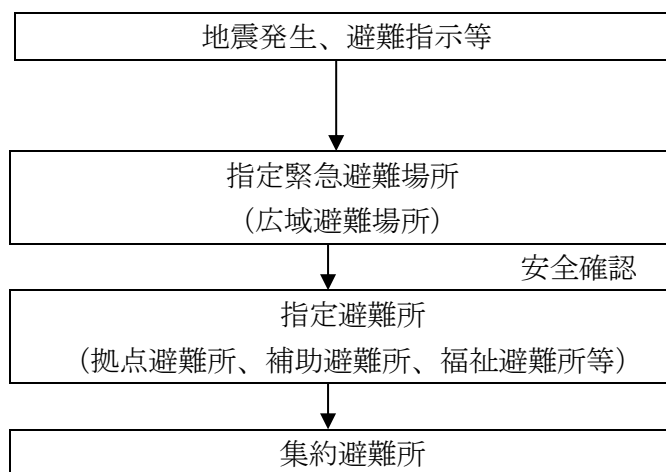 地震発生、避難指示等
指定緊急避難場所
（広域避難場所）
安全確認
指定避難所
（拠点避難所、補助避難所、福祉避難所等）
集約避難所